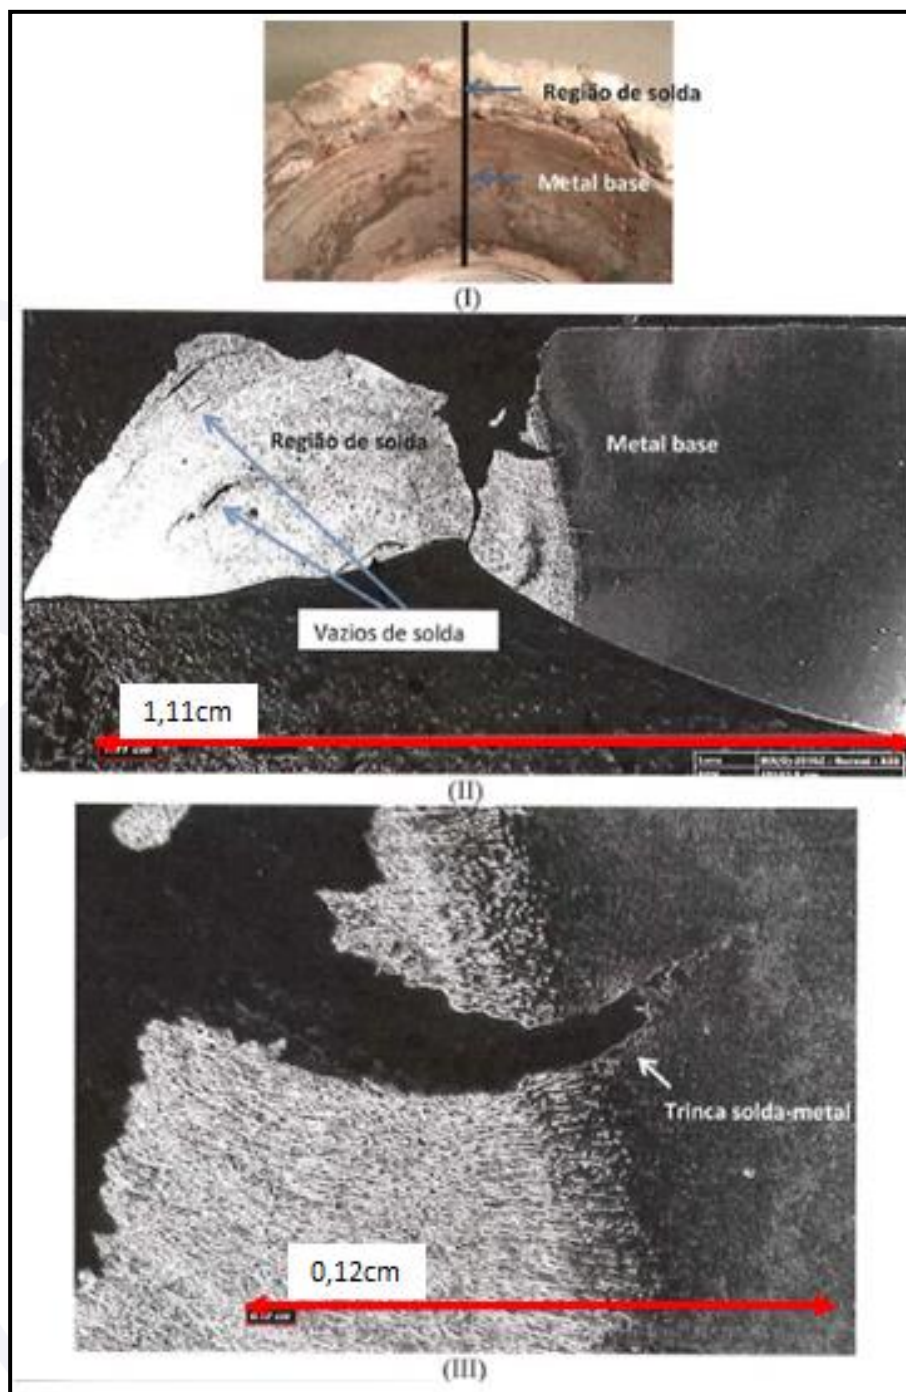 Região de solda
Metal base
(I)
Região de solda
Metal base
Vazios de solda
1,11cm
(II)
Trinca solda-metal
0,12cm
(III)